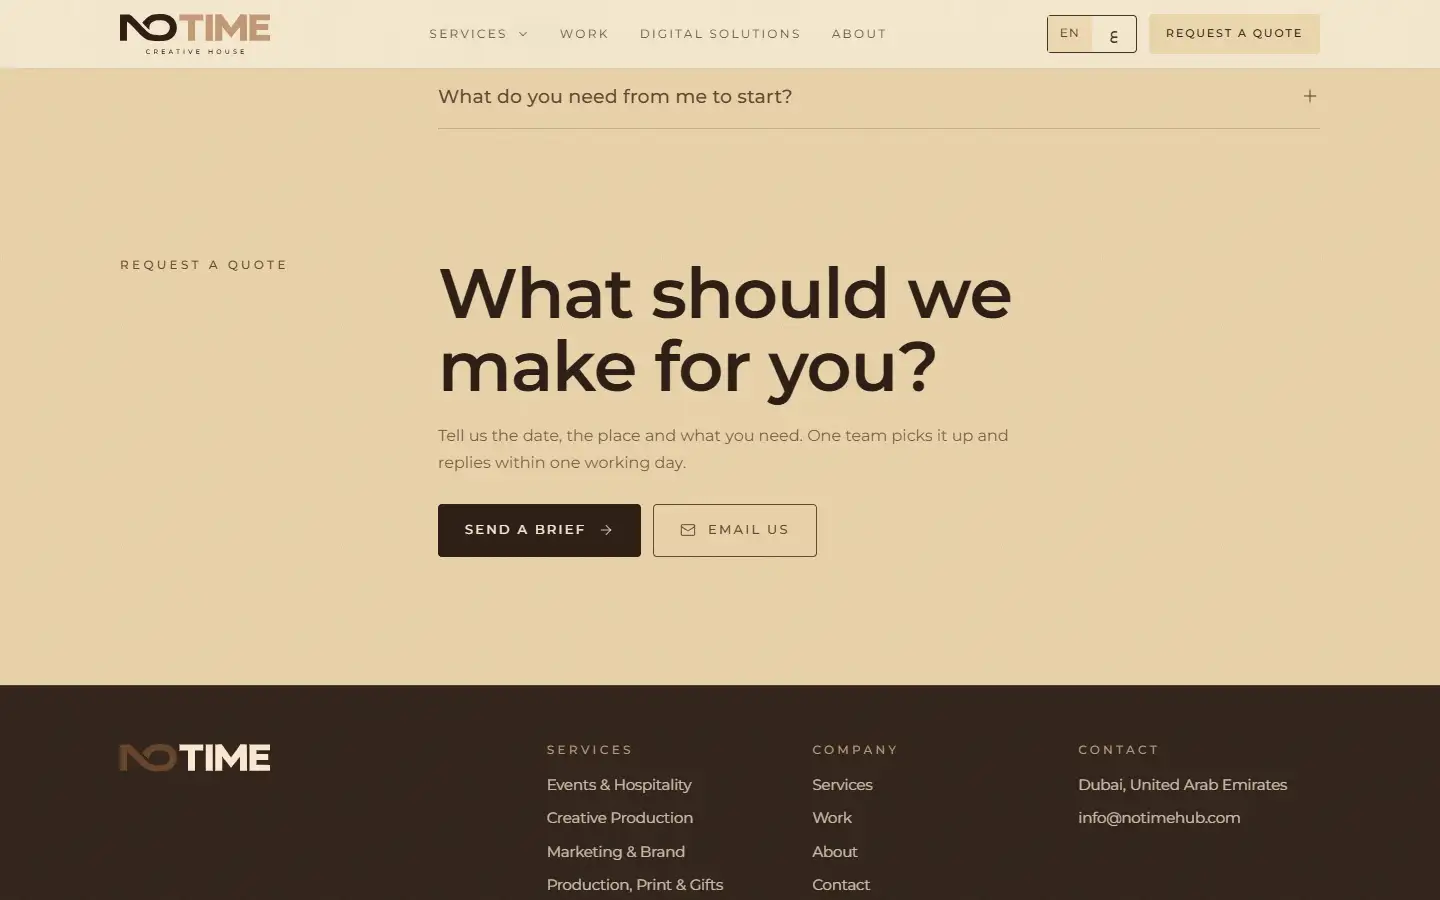 NOTIME
CREATIVE HOUSE
SERVICES
WORK
DIGITAL SOLUTIONS
ABOUT
EN
ع
REQUEST A QUOTE
What do you need from me to start?
REQUEST A QUOTE
What should we
make for you?
Tell us the date, the place and what you need. One team picks it up and
replies within one working day.
SEND A BRIEF
EMAIL US
NOTIME
SERVICES
Events & Hospitality
Creative Production
Marketing & Brand
Production, Print & Gifts
COMPANY
Services
Work
About
Contact
CONTACT
Dubai, United Arab Emirates
info@notimehub.com